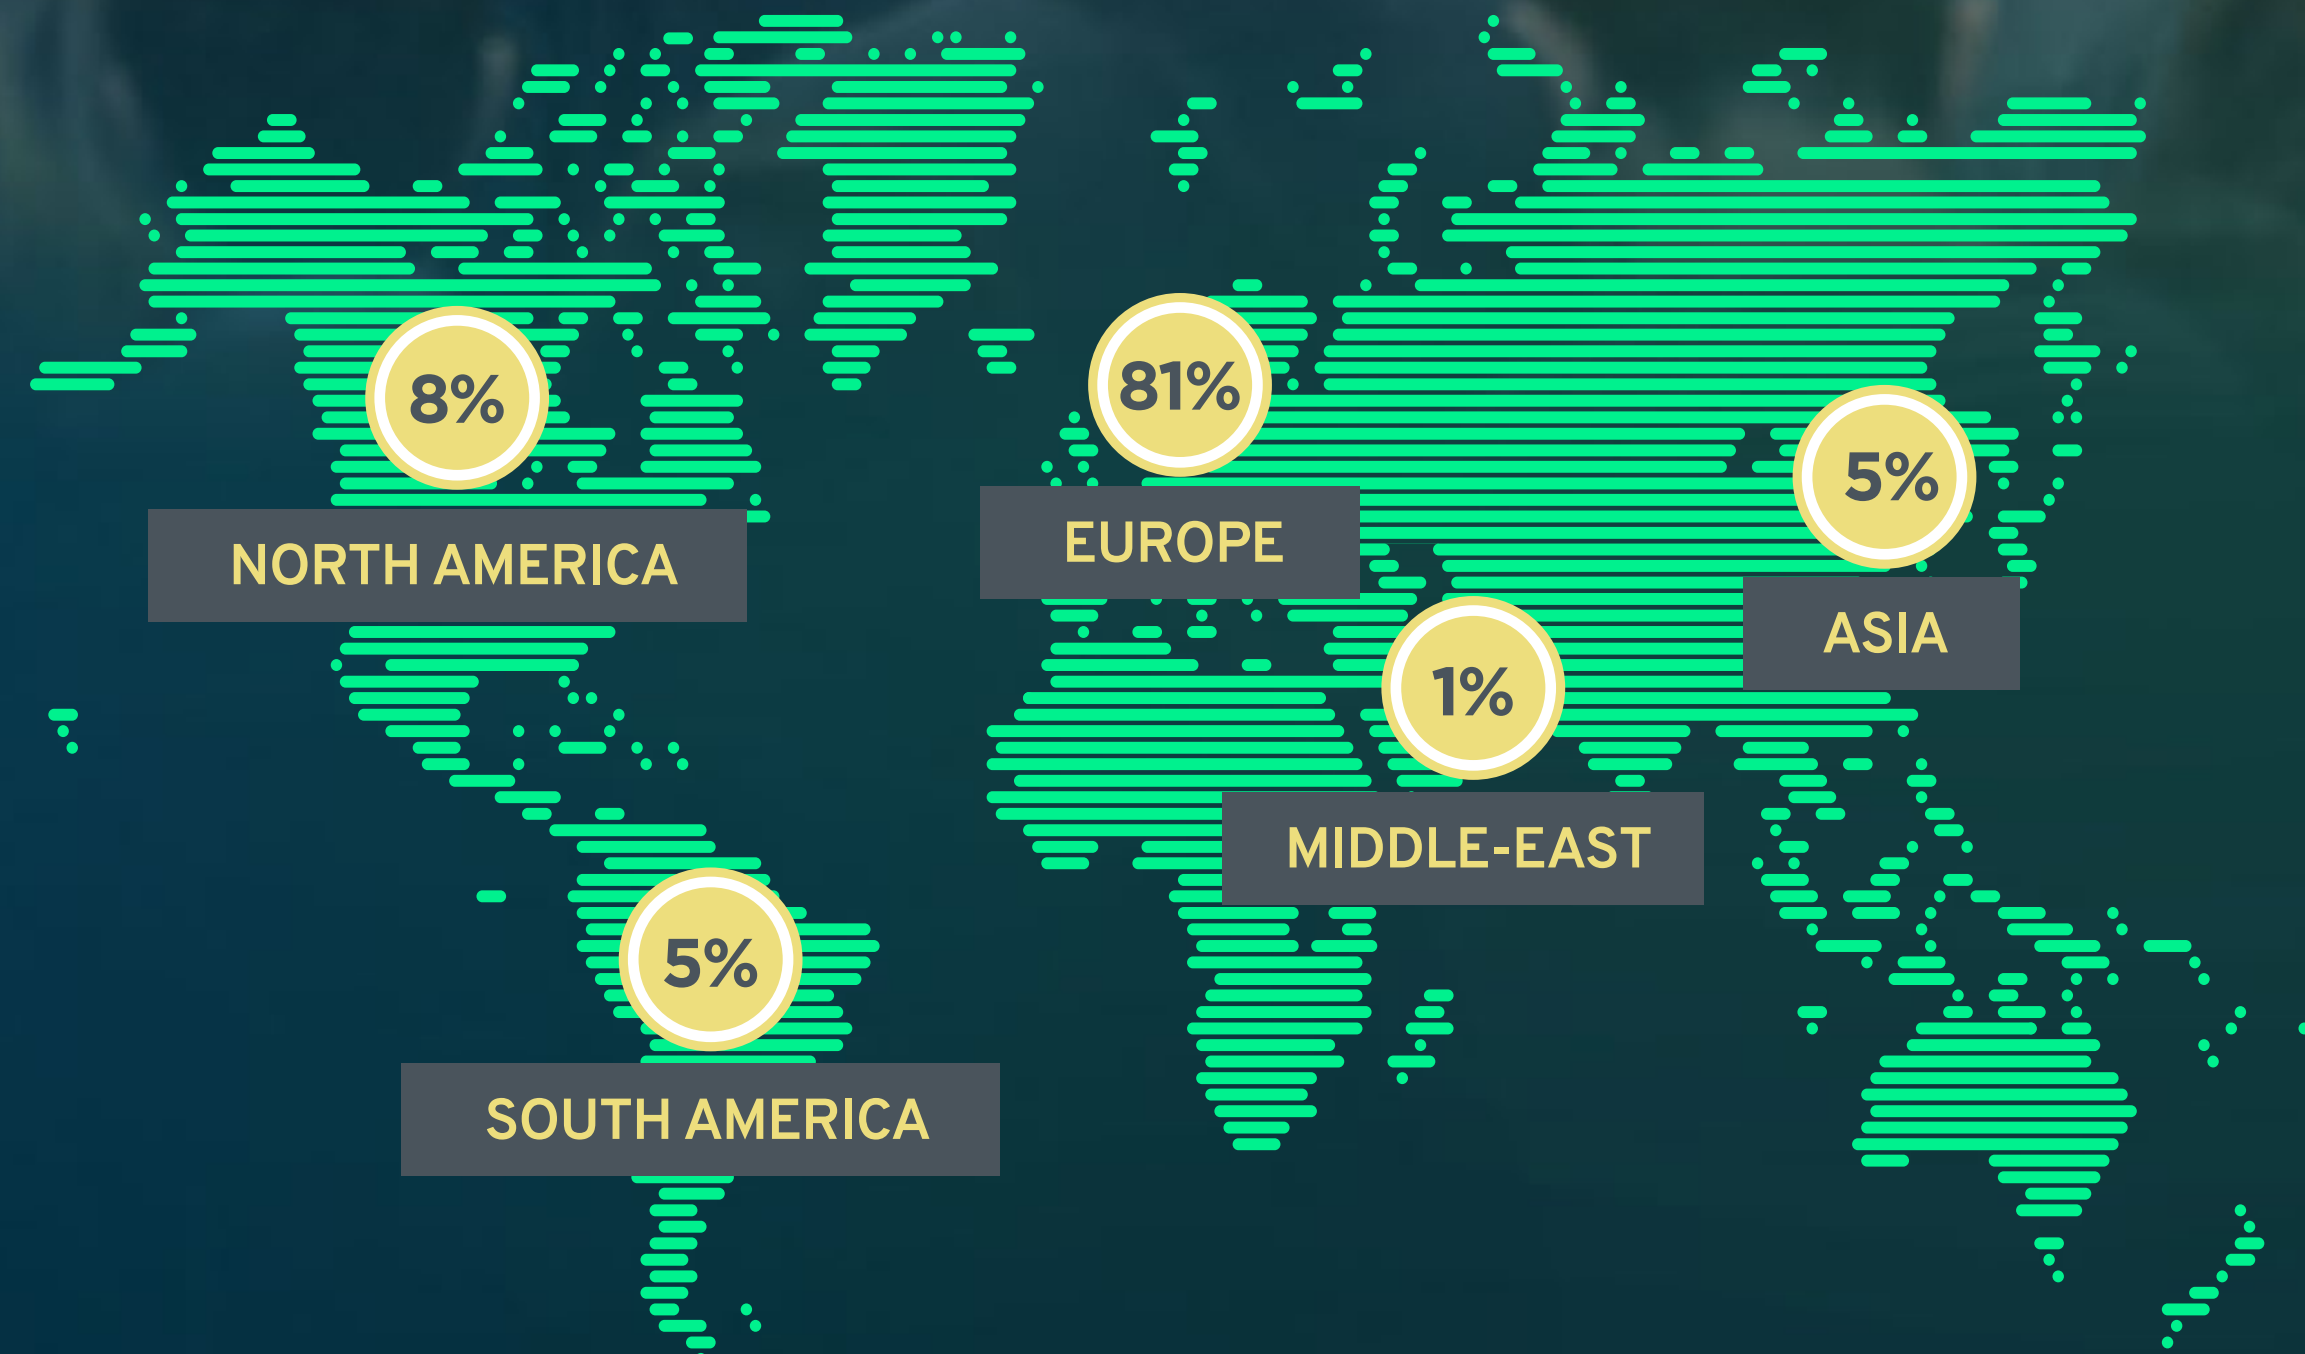 8%
NORTH AMERICA
81%
EUROPE
5%
ASIA
1%
MIDDLE-EAST
5%
SOUTH AMERICA